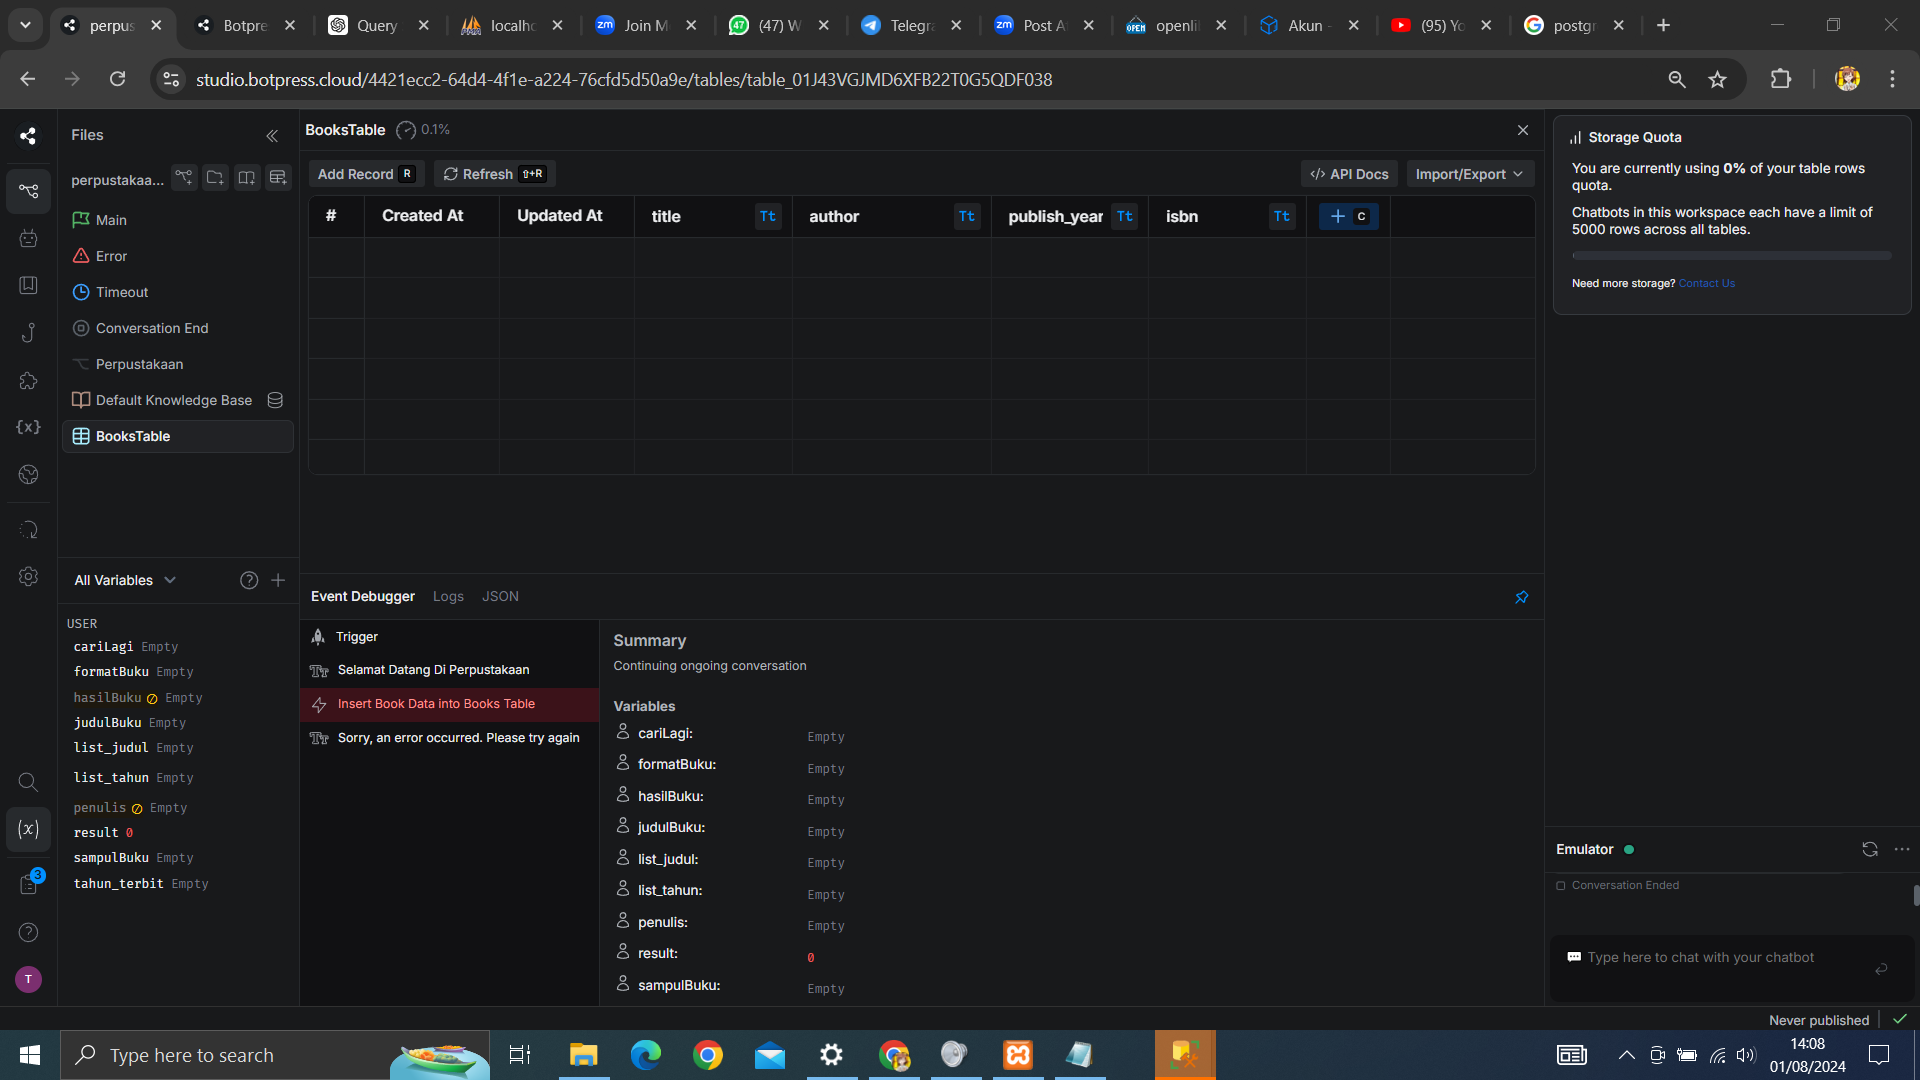 perpus
Botpre
Query
localho
Join M
(47) W
Telegra
Post A
openli
Akun -
(95) Yo
postgr
studio.botpress.cloud/4421ecc2-64d4-4f1e-a224-76cfd5d50a9e/tables/table_01J43VGJMD6XFB22T0G5QDF038
Files
perpustakaa...
Main
Error
Timeout
Conversation End
Perpustakaan
Default Knowledge Base
BooksTable
All Variables
USER
cariLagi Empty
formatBuku Empty
hasilBuku Empty
judulBuku Empty
list_judul Empty
list_tahun Empty
penulis Empty
result 0
sampulBuku Empty
tahun_terbit Empty
3
T
BooksTable 0.1%
Add Record R
Refresh ⇧+R
</> API Docs
Import/Export
# Created At Updated At title Tt author Tt publish_year Tt isbn Tt + C
Event Debugger Logs JSON
Trigger
Selamat Datang Di Perpustakaan
Insert Book Data into Books Table
Sorry, an error occurred. Please try again
Summary
Continuing ongoing conversation
Variables
cariLagi: Empty
formatBuku: Empty
hasilBuku: Empty
judulBuku: Empty
list_judul: Empty
list_tahun: Empty
penulis: Empty
result: 0
sampulBuku: Empty
Storage Quota
You are currently using 0% of your table rows
quota.
Chatbots in this workspace each have a limit of
5000 rows across all tables.
Need more storage? Contact Us
Emulator
Conversation Ended
Type here to chat with your chatbot
Never published
Type here to search
14:08
01/08/2024